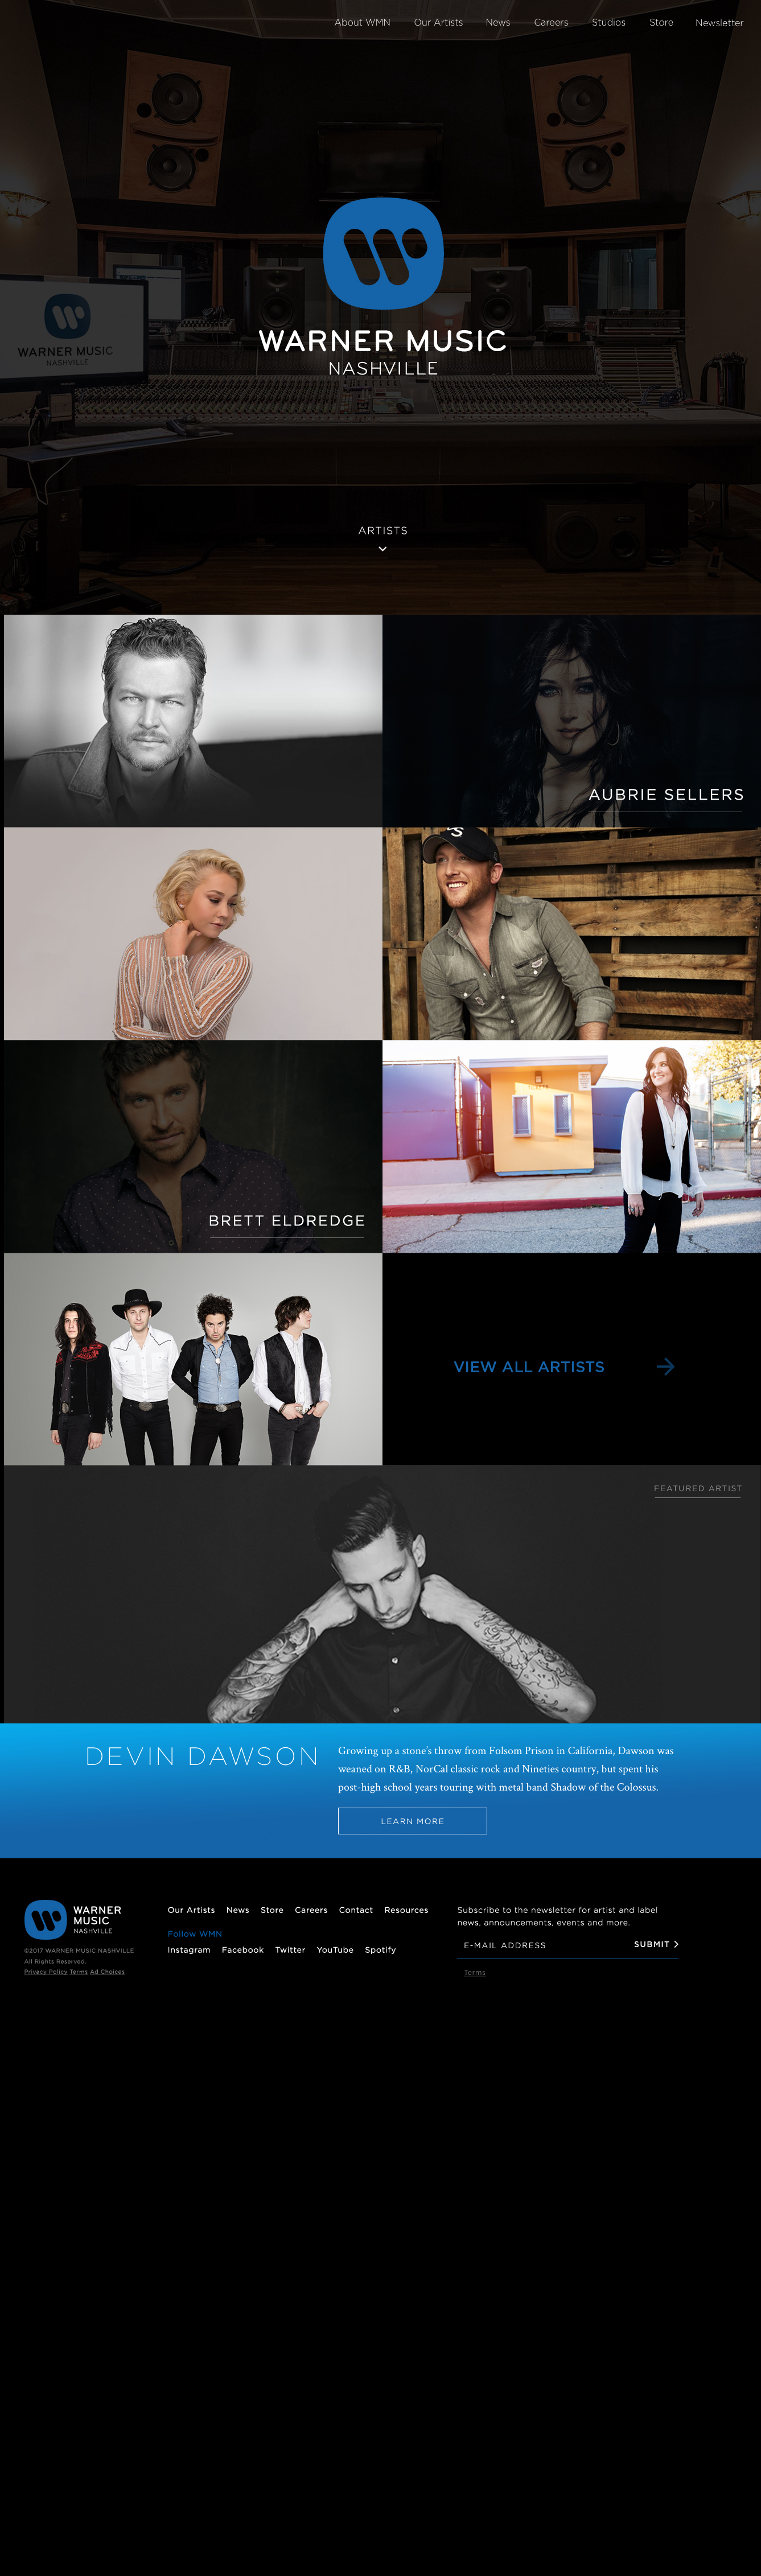 About WMN Our Artists News Careers Studios Store Newsletter
WARNER MUSIC
NASHVILLE
WARNER MUSIC
NASHVILLE
ARTISTS
AUBRIE SELLERS
S
BRETT ELDREDGE
VIEW ALL ARTISTS
FEATURED ARTIST
DEVIN DAWSON
Growing up a stone's throw from Folsom Prison in California, Dawson was
weaned on R&B, NorCal classic rock and Nineties country, but spent his
post-high school years touring with metal band Shadow of the Colossus.
LEARN MORE
WARNER
MUSIC
NASHVILLE
©2017 WARNER MUSIC NASHVILLE
All Rights Reserved.
Privacy Policy Terms Ad Choices
Our Artists News Store Careers Contact Resources
Follow WMN
Instagram Facebook Twitter YouTube Spotify
Subscribe to the newsletter for artist and label
news, announcements, events and more.
E-MAIL ADDRESS SUBMIT
Terms